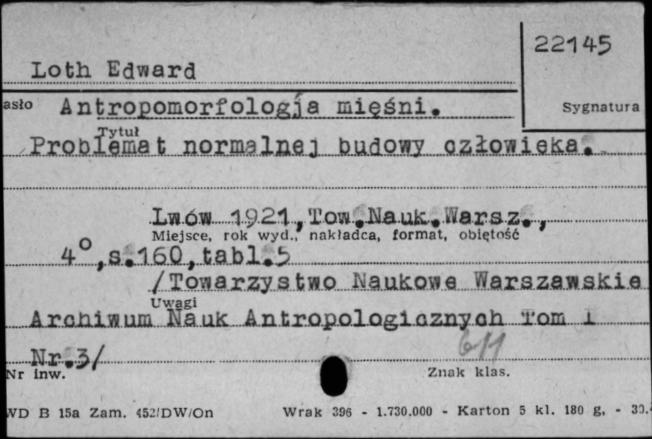 22145
Loth Edward
asło Antropomorfologja mięśni. Sygnatura
Tytuł
Problemat normalnej budowy człowieka.
Lwów 1921,Tow.Nauk.Warsz.,
Miejsce, rok wyd., nakładca, format, objętość
4°,s.160,tabl.5
/Towarzystwo Naukowe Warszawskie
Uwagi
Archiwum Nauk Antropologicznych Tom I
Nr.3/
Nr inw. Znak klas.
WD B 15a Zam. 452/DW/On Wrak 396 - 1.730.000 - Karton 5 kl. 180 g, - 30.